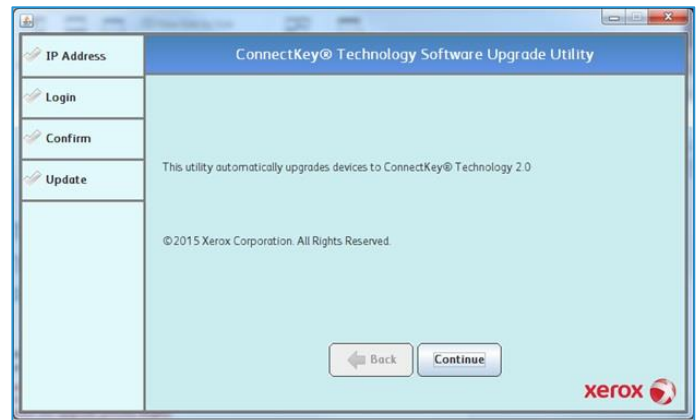 ConnectKey® Technology Software Upgrade Utility
IP Address
Login
Confirm
Update
This utility automatically upgrades devices to ConnectKey® Technology 2.0
©2015 Xerox Corporation. All Rights Reserved.
Back
Continue
xerox